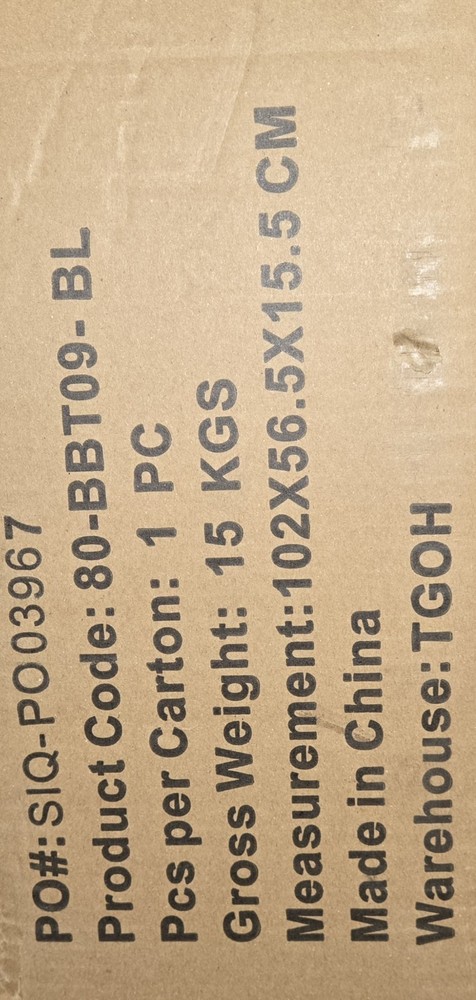 PO#:SIQ-PO03967
Product Code: 80-BBT09- BL
Pcs per Carton: 1 PC
Gross Weight: 15 KGS
Measurement:102X56.5X15.5 CM
Made in China
Warehouse:TGOH